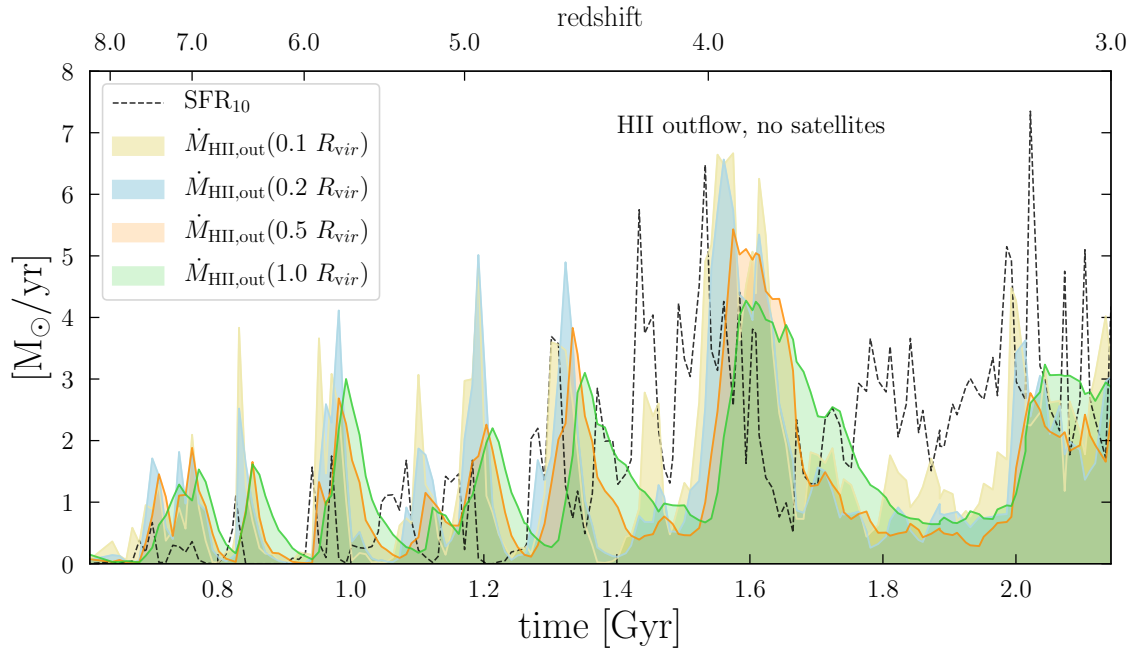 redshift
8.0 7.0 6.0 5.0 4.0 3.0
8
7
6
5
4
3
2
1
0
[M☉/yr]
SFR₁₀
Ṁ_HII,out(0.1 R_vir)
Ṁ_HII,out(0.2 R_vir)
Ṁ_HII,out(0.5 R_vir)
Ṁ_HII,out(1.0 R_vir)
HII outflow, no satellites
0.8 1.0 1.2 1.4 1.6 1.8 2.0
time [Gyr]